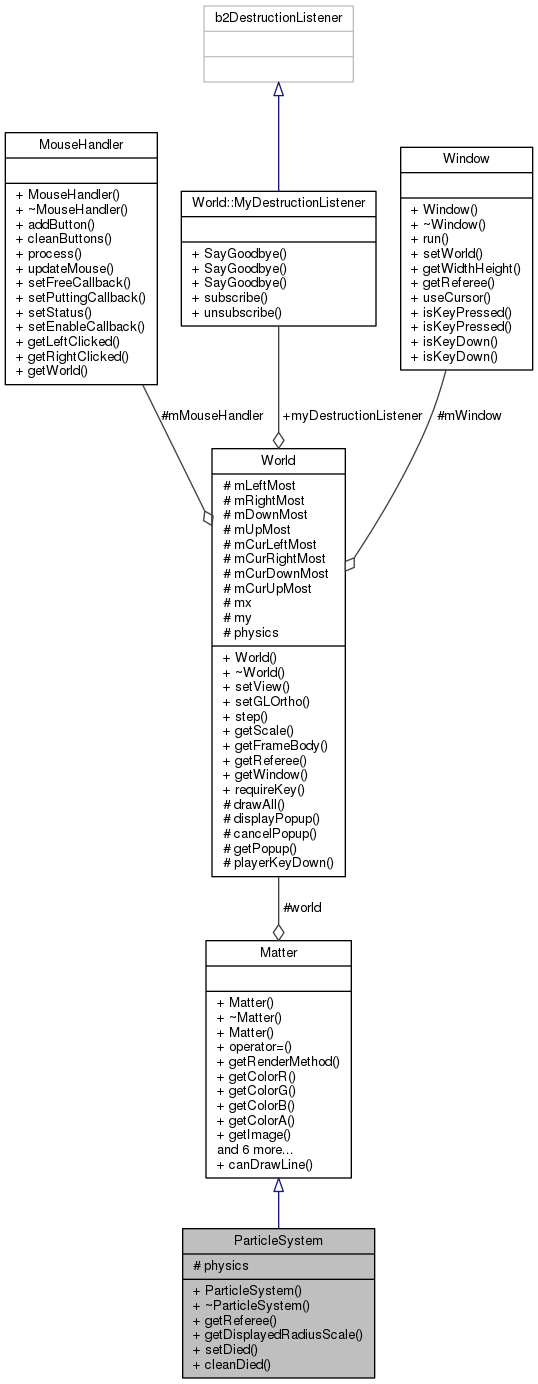 b2DestructionListener
MouseHandler
+ MouseHandler()
+ ~MouseHandler()
+ addButton()
+ cleanButtons()
+ process()
+ updateMouse()
+ setFreeCallback()
+ setPuttingCallback()
+ setStatus()
+ setEnableCallback()
+ getLeftClicked()
+ getRightClicked()
+ getWorld()
World::MyDestructionListener
+ SayGoodbye()
+ SayGoodbye()
+ SayGoodbye()
+ subscribe()
+ unsubscribe()
Window
+ Window()
+ ~Window()
+ run()
+ setWorld()
+ getWidthHeight()
+ getReferee()
+ useCursor()
+ isKeyPressed()
+ isKeyPressed()
+ isKeyDown()
+ isKeyDown()
#mMouseHandler
+myDestructionListener
#mWindow
World
# mLeftMost
# mRightMost
# mDownMost
# mUpMost
# mCurLeftMost
# mCurRightMost
# mCurDownMost
# mCurUpMost
# mx
# my
# physics
+ World()
+ ~World()
+ setView()
+ setGLOrtho()
+ step()
+ getScale()
+ getFrameBody()
+ getReferee()
+ getWindow()
+ requireKey()
# drawAll()
# displayPopup()
# cancelPopup()
# getPopup()
# playerKeyDown()
#world
Matter
+ Matter()
+ ~Matter()
+ Matter()
+ operator=()
+ getRenderMethod()
+ getColorR()
+ getColorG()
+ getColorB()
+ getColorA()
+ getImage()
and 6 more...
+ canDrawLine()
ParticleSystem
# physics
+ ParticleSystem()
+ ~ParticleSystem()
+ getReferee()
+ getDisplayedRadiusScale()
+ setDied()
+ cleanDied()